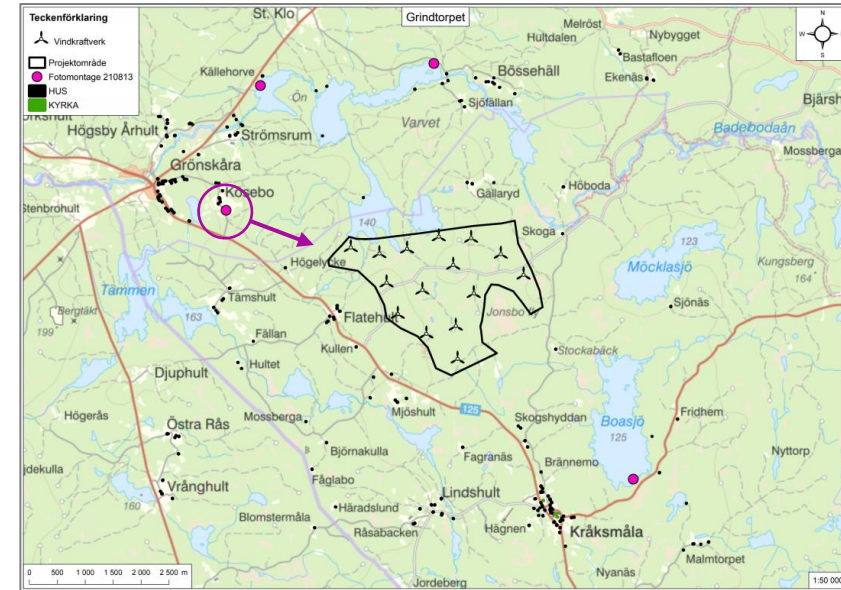 Teckenförklaring
Vindkraftverk
Projektområde
Fotomontage 210813
HUS
KYRKA
Grindtorpet
N
W
S
St. Klo
Melröst
Hultdalen
Nybygget
Bastafloen
Ekenäs
Källehorve
Bössehäll
Ön
Sjöfällan
Bjärsh
Högsby Århult
Strömsrum
Varvet
Badebodaån
Mossberga
Grönskåra
Kosebo
Gällaryd
Höboda
Stenbrohult
140
Skoga
123
Högelycke
Möcklasjö
Kungsberg
164
Tammen
Tämshult
163
Sjönäs
Bergtäkt
199
Flatehult
Jonsbo
Fällan
Kullen
Stockabäck
Hultet
Djuphult
Mjöshult
125
Högerås
Mossberga
Skogshyddan
Boasjö
125
Fridhem
Östra Rås
Björnakulla
Fagranäs
Brännemo
Nyttorp
jdekulla
Fåglabo
Vrånghult
Lindshult
160
Häradslund
Blomstermåla
Råsabacken
Hägnen
Kråksmåla
Malmtorpet
Nyanäs
Jordeberg
0 500 1 000 1 500 2 000 2 500 m
1:50 000